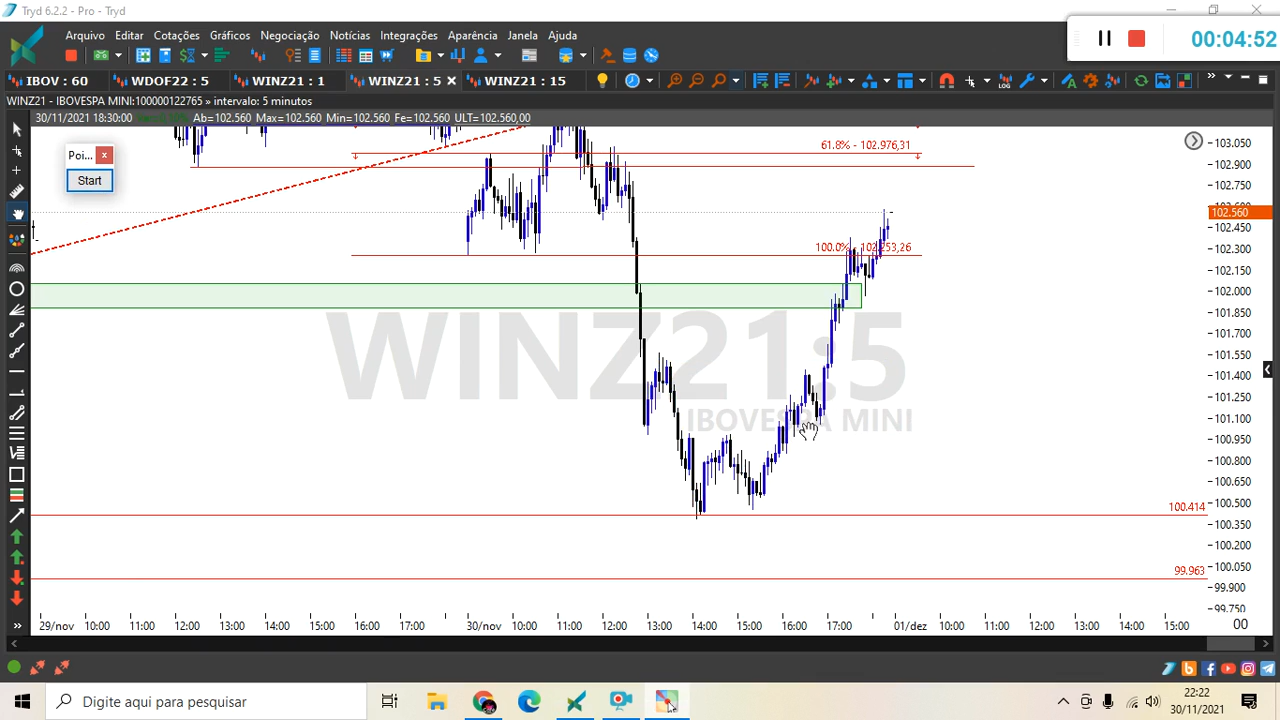 Tryd 6.2.2 - Pro - Tryd
Arquivo Editar Cotações Gráficos Negociação Notícias Integrações Aparência Janela Ajuda
00:04:52
IBOV : 60 WDOF22 : 5 WINZ21 : 1 WINZ21 : 5 WINZ21 : 15
LOG
WINZ21 - IBOVESPA MINI:100000122765 » intervalo: 5 minutos
30/11/2021 18:30:00 Ab=102.560 Max=102.560 Min=102.560 Fe=102.560 ULT=102.560,00
Poi...
Start
61.8% - 102.976,31
100.0% - 102.253,26
WINZ21:5
IBOVESPA MINI
100.414
99.963
103.050
102.900
102.750
102.560
102.450
102.300
102.150
102.000
101.850
101.700
101.550
101.400
101.250
101.100
100.950
100.800
100.650
100.500
100.350
100.200
100.050
99.900
99.750
29/nov 10:00 11:00 12:00 13:00 14:00 15:00 16:00 17:00 30/nov 10:00 11:00 12:00 13:00 14:00 15:00 16:00 17:00 01/dez 10:00 11:00 12:00 13:00 14:00 15:00 00
Digite aqui para pesquisar
22:22
30/11/2021